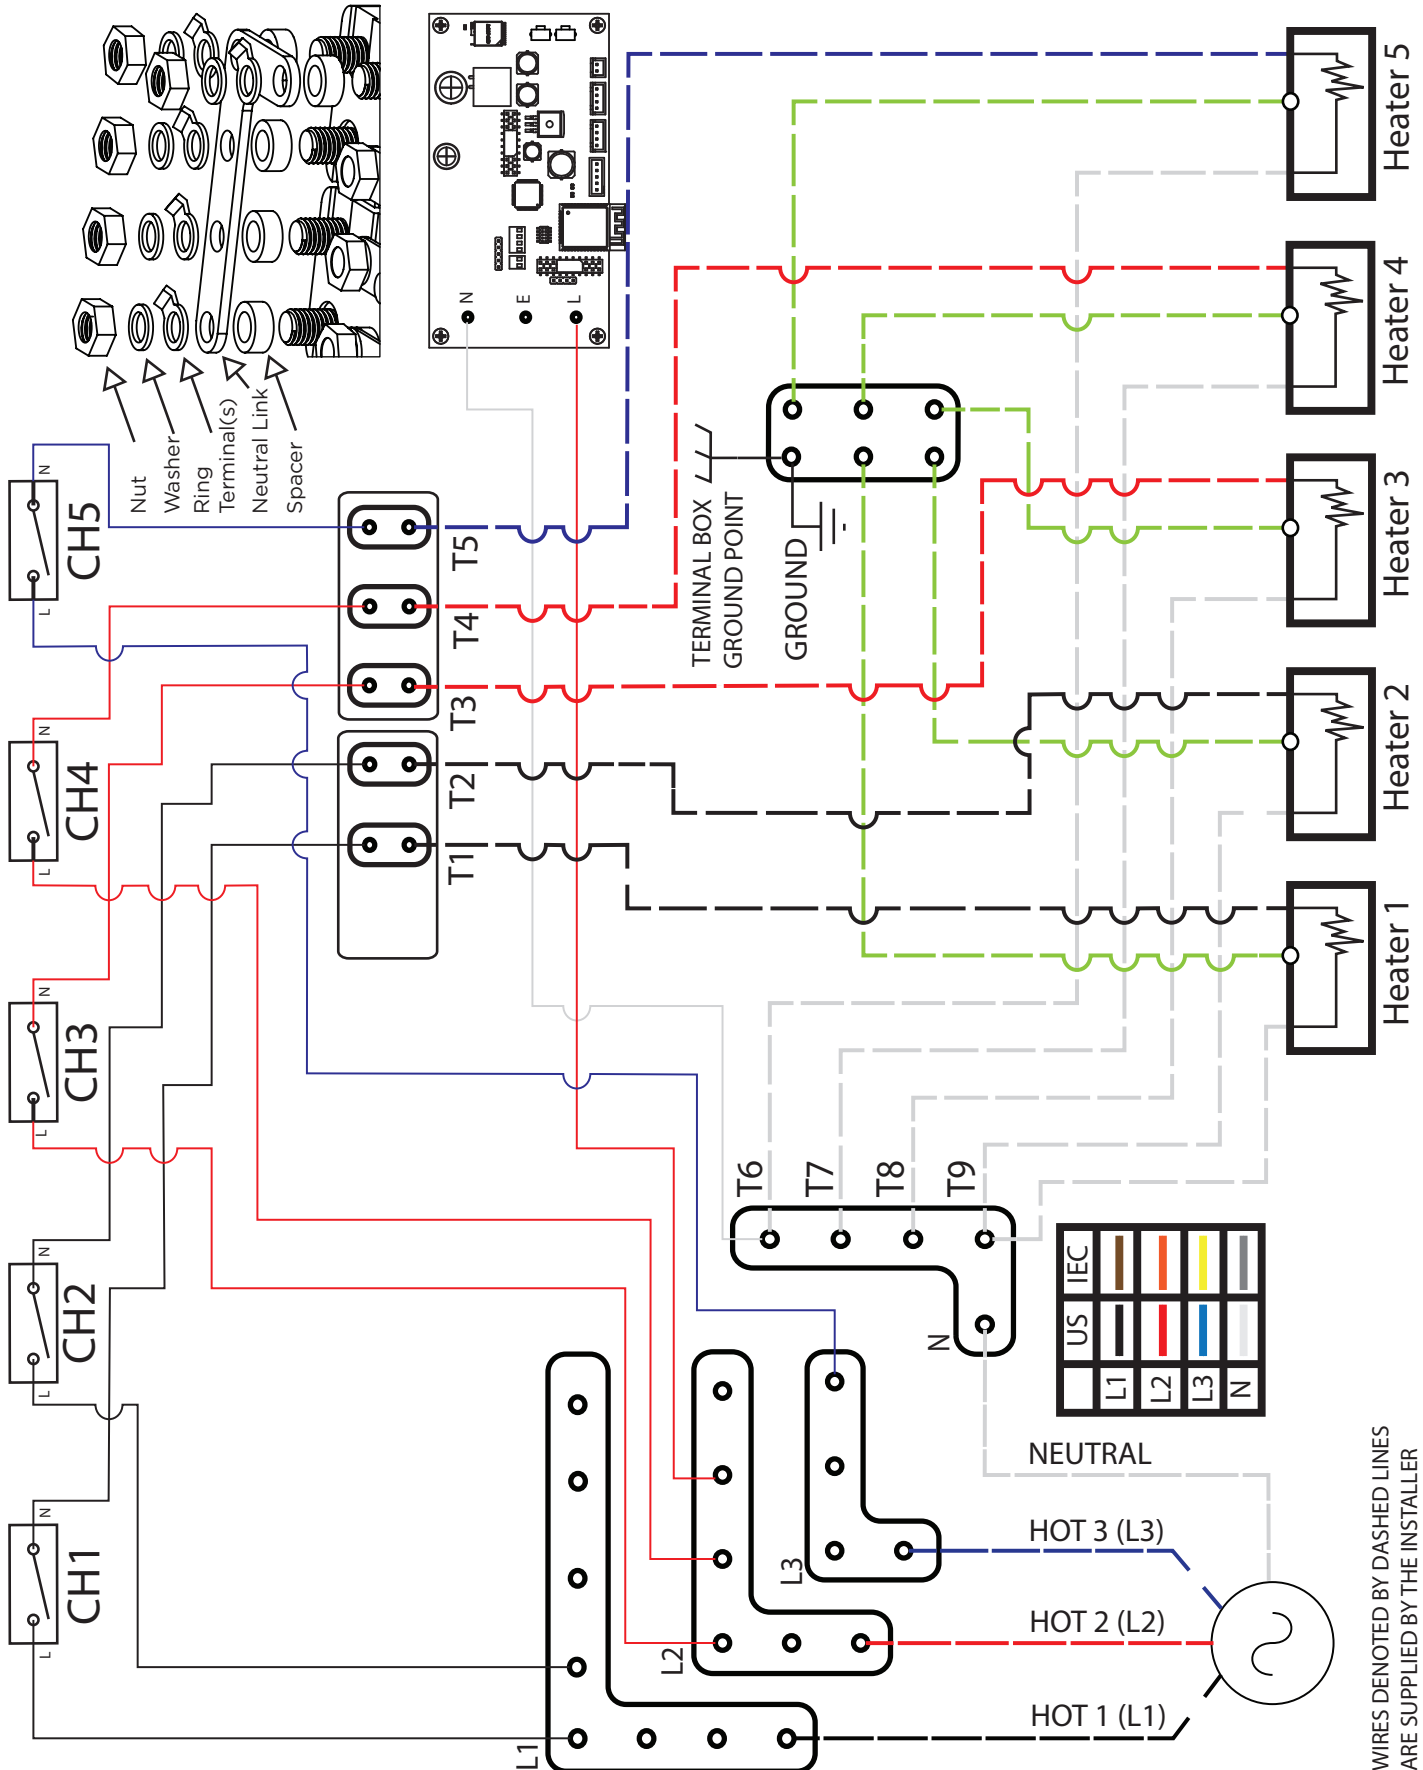 Nut
Washer
Ring
Terminal(s)
Neutral Link
Spacer
N
E
L
CH5
L
N
CH4
L
N
CH3
L
N
CH2
L
N
CH1
L
N
T5
T4
T3
T2
T1
TERMINAL BOX
GROUND POINT
GROUND
Heater 5
Heater 4
Heater 3
Heater 2
Heater 1
T6
T7
T8
T9
N
L1
L2
L3
US IEC
L1
L2
L3
N
NEUTRAL
HOT 3 (L3)
HOT 2 (L2)
HOT 1 (L1)
WIRES DENOTED BY DASHED LINES
ARE SUPPLIED BY THE INSTALLER